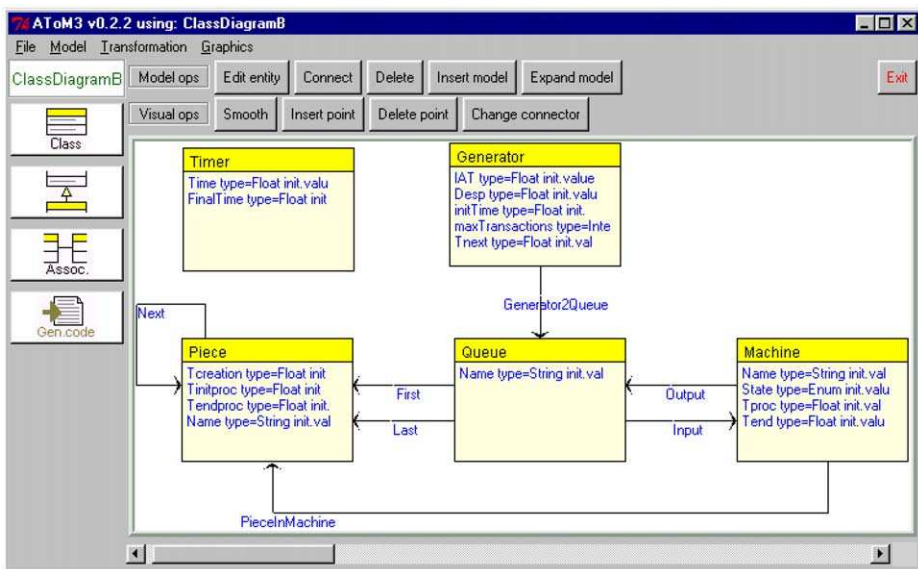 AToM3 v0.2.2 using: ClassDiagramB
File Model Transformation Graphics
ClassDiagramB Model ops Edit entity Connect Delete Insert model Expand model Exit
Visual ops Smooth Insert point Delete point Change connector
Class
Assoc.
Gen.code
Timer
Time type=Float init.valu
FinalTime type=Float init
Generator
IAT type=Float init.value
Desp type=Float init.valu
initTime type=Float init.
maxTransactions type=Inte
Tnext type=Float init.val
Generator2Queue
Next
Piece
Tcreation type=Float init
Tinitproc type=Float init
Tendproc type=Float init.
Name type=String init.val
First
Last
Queue
Name type=String init.val
Output
Input
Machine
Name type=String init.val
State type=Enum init.valu
Tproc type=Float init.val
Tend type=Float init.valu
PieceInMachine